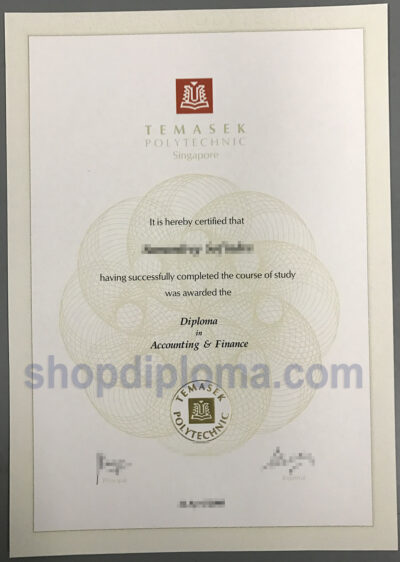 TEMASEK
POLYTECHNIC
Singapore
It is hereby certified that
having successfully completed the course of study
was awarded the
Diploma
in
Accounting & Finance
shopdiploma.com
TEMASEK
POLYTECHNIC
Principal